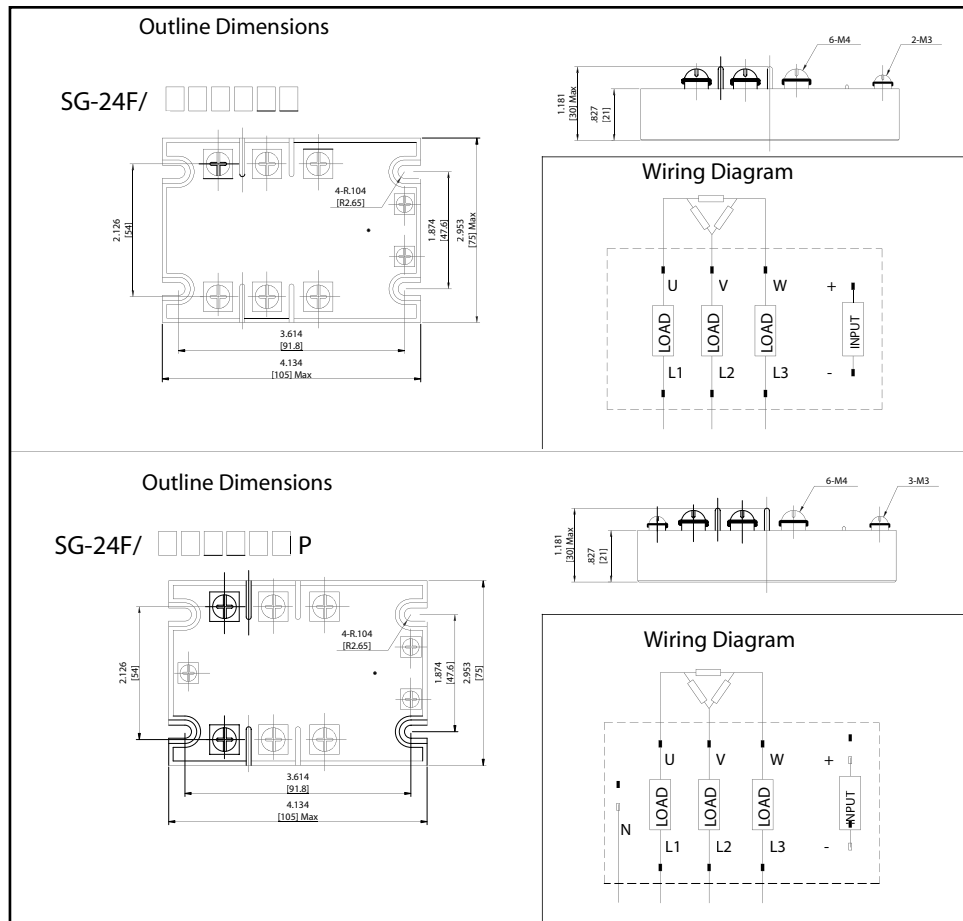 Outline Dimensions
SG-24F/
6-M4
2-M3
1.181
[30] Max
.827
[21]
2.126
[54]
4-R.104
[R2.65]
1.874
[47.6]
2.953
[75] Max
3.614
[91.8]
4.134
[105] Max
Wiring Diagram
U
V
W
+
LOAD
LOAD
LOAD
INPUT
L1
L2
L3
-
Outline Dimensions
SG-24F/
P
6-M4
3-M3
1.181
[30] Max
.827
[21]
2.126
[54]
4-R.104
[R2.65]
1.874
[47.6]
2.953
[75]
3.614
[91.8]
4.134
[105] Max
Wiring Diagram
U
V
W
+
LOAD
LOAD
LOAD
INPUT
N
L1
L2
L3
-